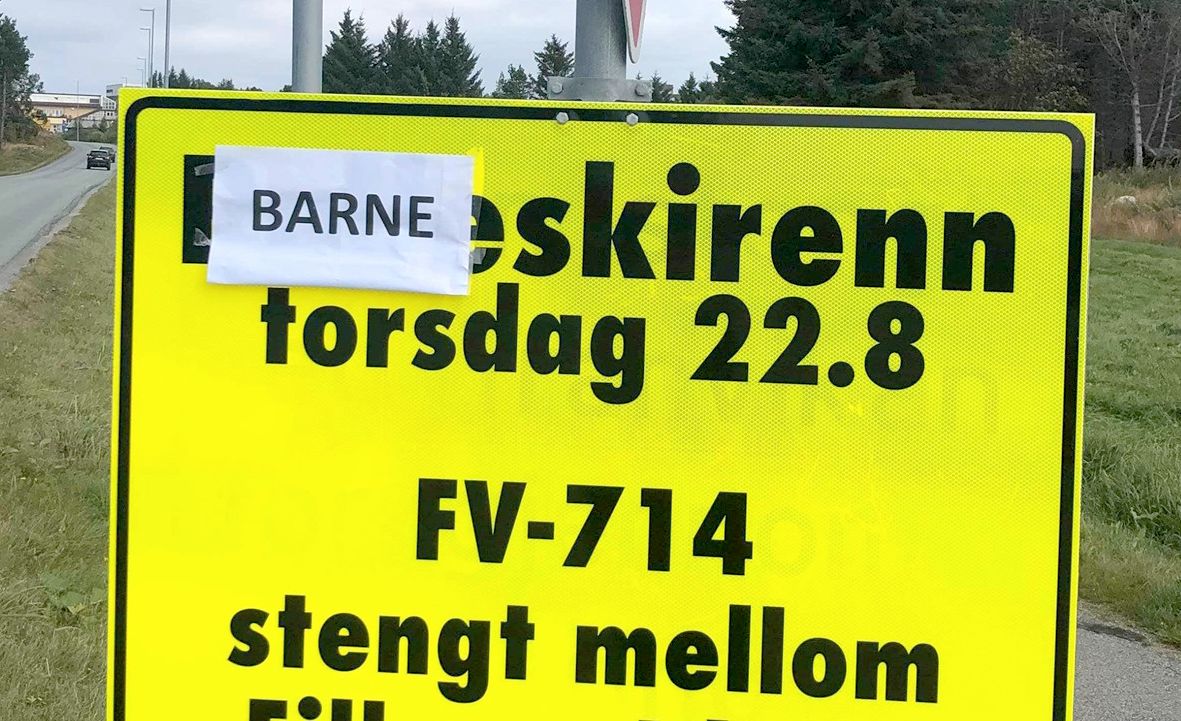 BARNE eskirenn
torsdag 22.8
FV-714
stengt mellom